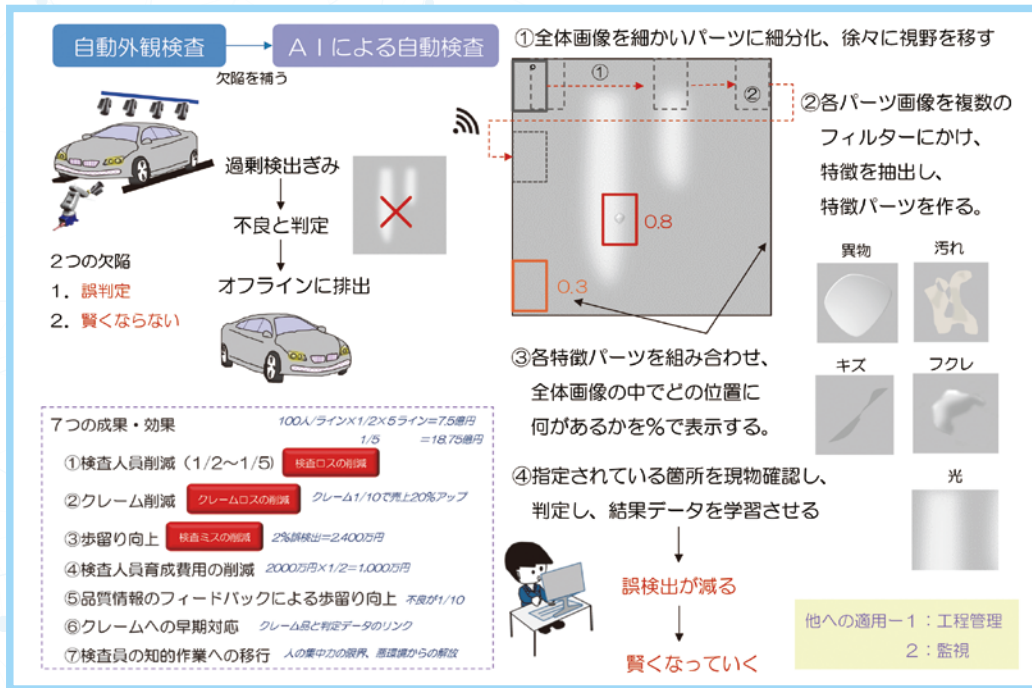 自動外観検査
AIによる自動検査
欠陥を補う
過剰検出ぎみ
不良と判定
オフラインに排出
2つの欠陥
1．誤判定
2．賢くならない
①全体画像を細かいパーツに細分化、徐々に視野を移す
①
②
0.8
0.3
②各パーツ画像を複数の
フィルターにかけ、
特徴を抽出し、
特徴パーツを作る。
異物
汚れ
キズ
フクレ
光
③各特徴パーツを組み合わせ、
全体画像の中でどの位置に
何があるかを%で表示する。
④指定されている箇所を現物確認し、
判定し、結果データを学習させる
誤検出が減る
賢くなっていく
他への適用ー1：工程管理
2：監視
7つの成果・効果
100人/ライン×1/2×5ライン=7.5億円
1/5 =18.75億円
①検査人員削減（1/2～1/5） 検査ロスの削減
②クレーム削減 クレームロスの削減 クレーム1/10で売上20%アップ
③歩留り向上 検査ミスの削減 2%誤検出=2,400万円
④検査人員育成費用の削減 2000万円×1/2=1,000万円
⑤品質情報のフィードバックによる歩留り向上 不良が1/10
⑥クレームへの早期対応 クレーム品と判定データのリンク
⑦検査員の知的作業への移行 人の集中力の限界、悪環境からの解放